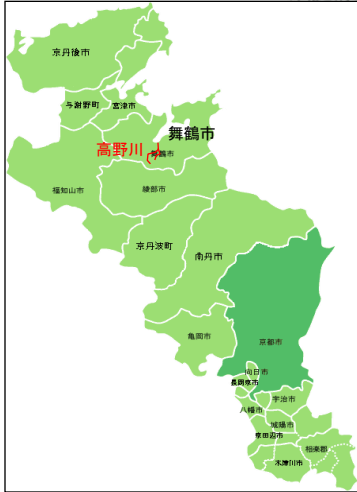 京丹後市
与謝野町
宮津市
舞鶴市
高野川
舞鶴市
福知山市
綾部市
京丹波町
南丹市
亀岡市
京都市
向日市
長岡京市
宇治市
八幡市
城陽市
京田辺市
相楽郡
木津川市